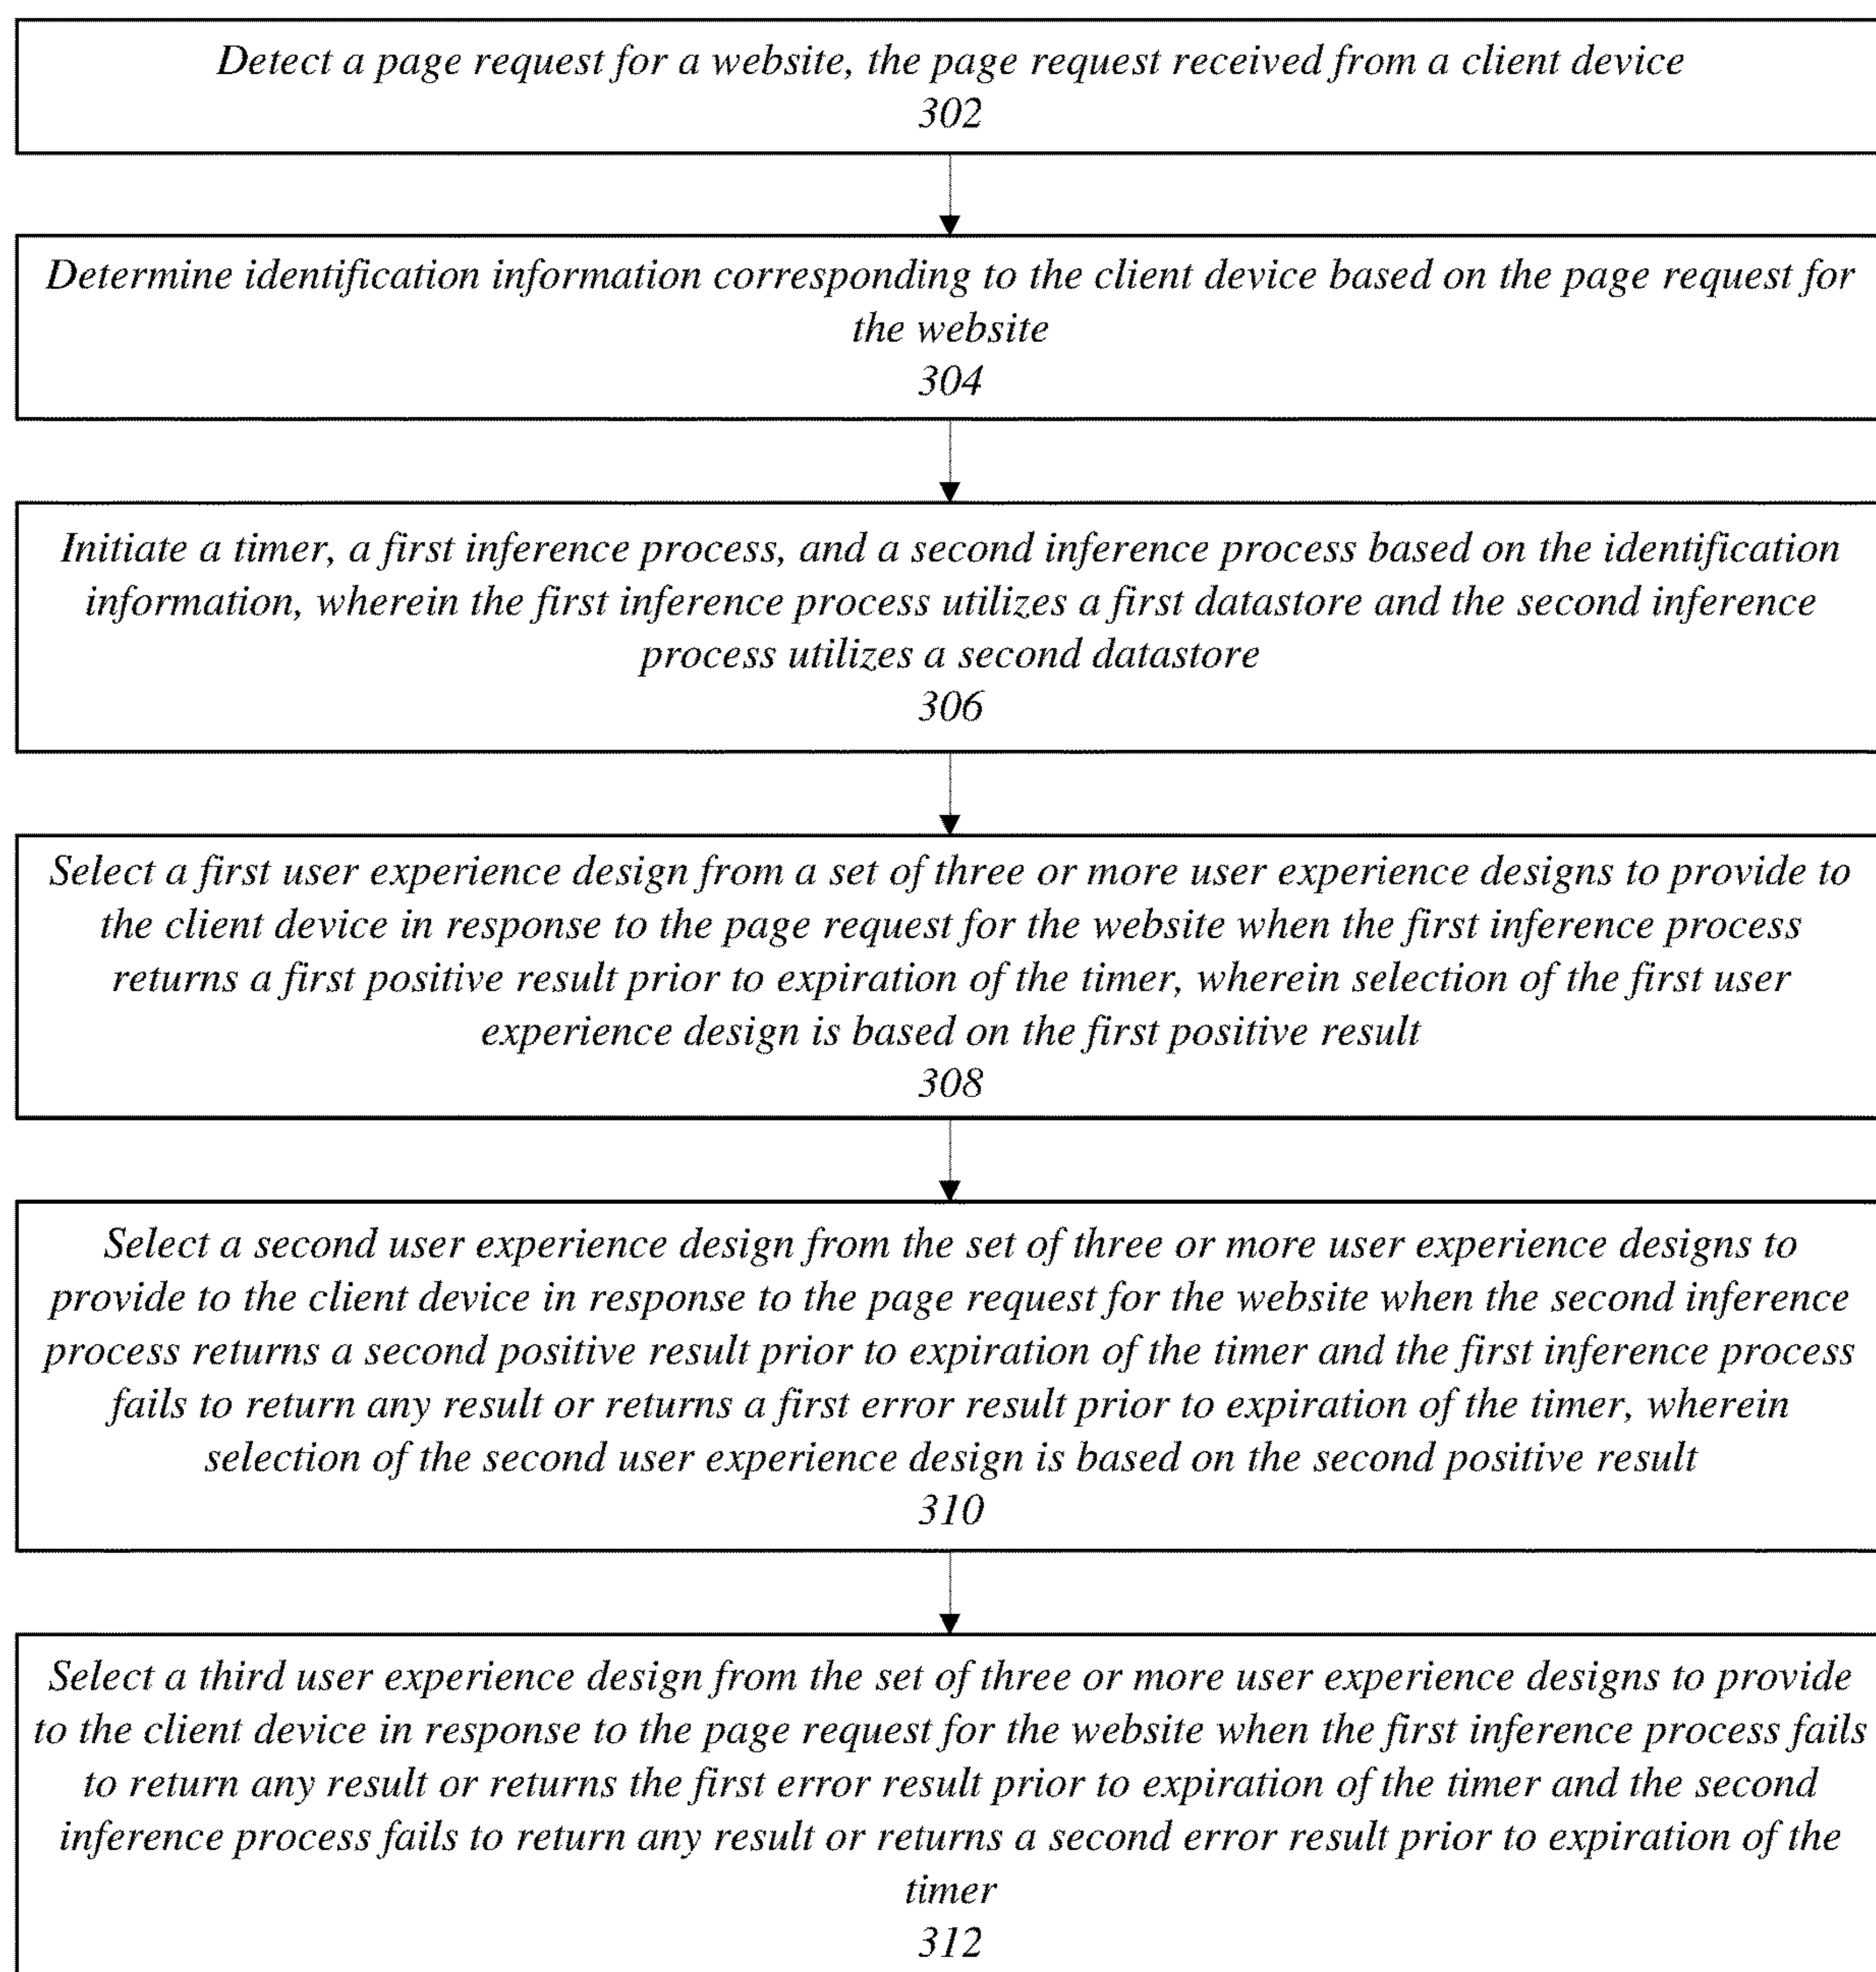 Detect a page request for a website, the page request received from a client device
302
Determine identification information corresponding to the client device based on the page request for
the website
304
Initiate a timer, a first inference process, and a second inference process based on the identification
information, wherein the first inference process utilizes a first datastore and the second inference
process utilizes a second datastore
306
Select a first user experience design from a set of three or more user experience designs to provide to
the client device in response to the page request for the website when the first inference process
returns a first positive result prior to expiration of the timer, wherein selection of the first user
experience design is based on the first positive result
308
Select a second user experience design from the set of three or more user experience designs to
provide to the client device in response to the page request for the website when the second inference
process returns a second positive result prior to expiration of the timer and the first inference process
fails to return any result or returns a first error result prior to expiration of the timer, wherein
selection of the second user experience design is based on the second positive result
310
Select a third user experience design from the set of three or more user experience designs to provide
to the client device in response to the page request for the website when the first inference process fails
to return any result or returns the first error result prior to expiration of the timer and the second
inference process fails to return any result or returns a second error result prior to expiration of the
timer
312